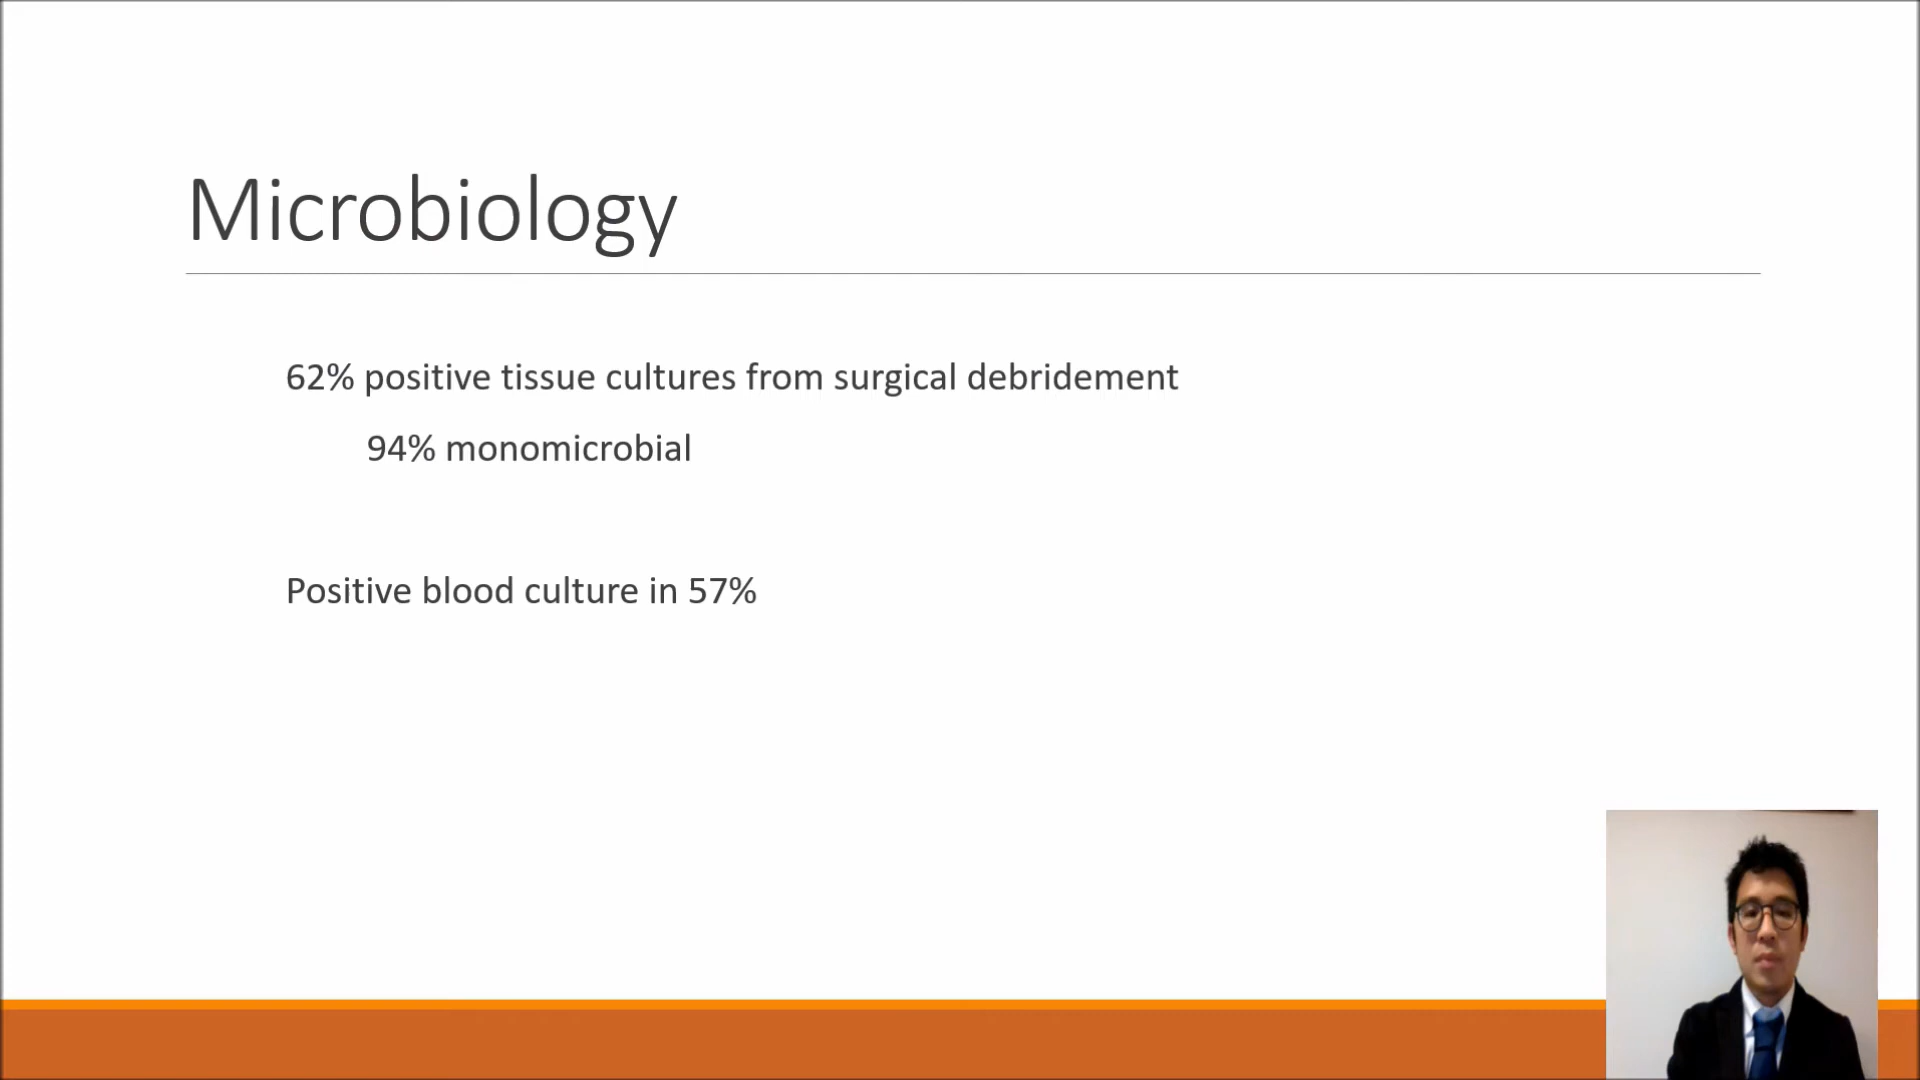 Microbiology
62% positive tissue cultures from surgical debridement
94% monomicrobial
Positive blood culture in 57%